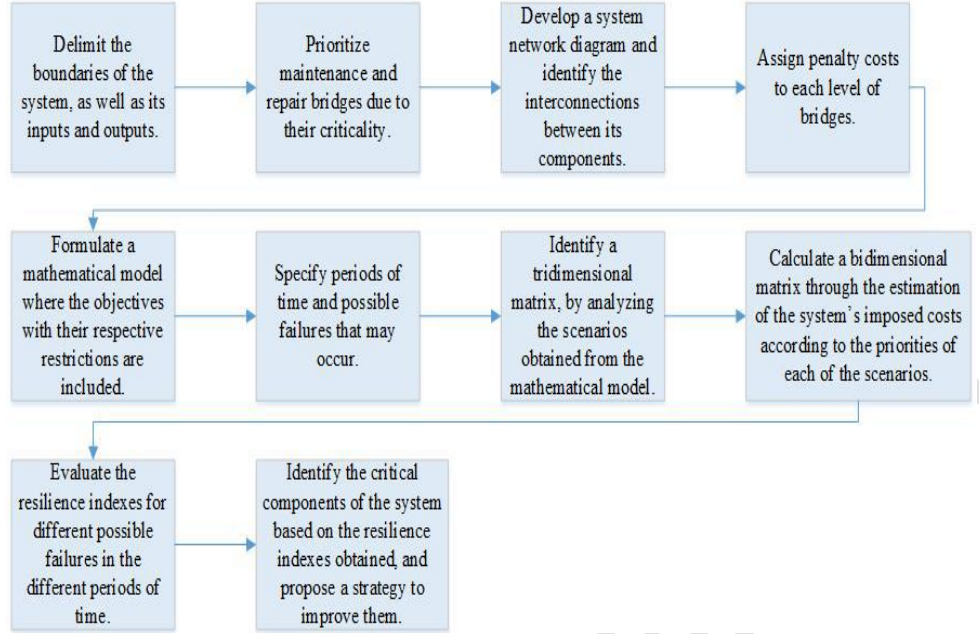 Delimit the
boundaries of the
system, as well as its
inputs and outputs.
Prioritize
maintenance and
repair bridges due to
their criticality.
Develop a system
network diagram and
identify the
interconnections
between its
components.
Assign penalty costs
to each level of
bridges.
Formulate a
mathematical model
where the objectives
with their respective
restrictions are
included.
Specify periods of
time and possible
failures that may
occur.
Identify a
tridimensional
matrix, by analyzing
the scenarios
obtained from the
mathematical model.
Calculate a bidimensional
matrix through the
estimation of the
system´s imposed costs
according to the priorities
of each of the scenarios.
Evaluate the
resilience indexes for
different possible
failures in the
different periods of
time.
Identify the critical
components of the system
based on the resilience
indexes obtained, and
propose a strategy to
improve them.